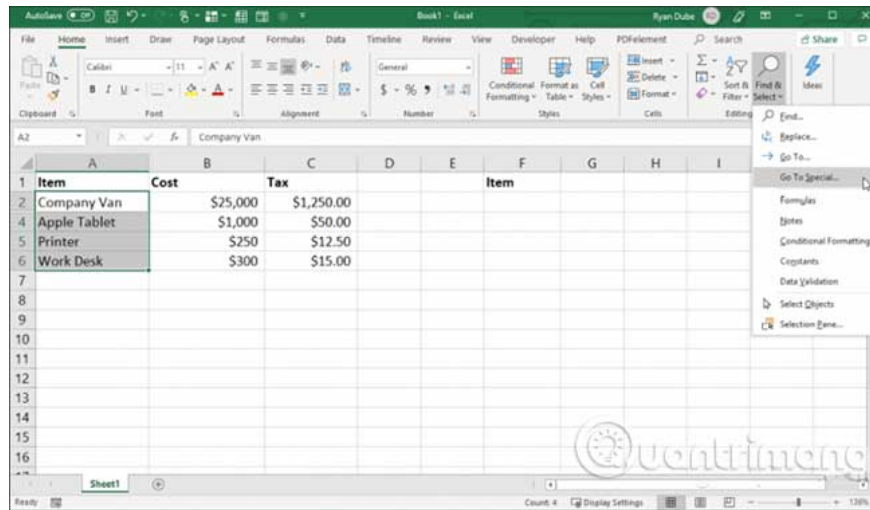 AutoSave Off Book1 - Excel Ryan Dube
File Home Insert Draw Page Layout Formulas Data Timeline Review View Developer Help PDFelement Search Share
Paste Calibri 11 A A General Conditional Formatting Format as Table Cell Styles Insert Delete Format Sort & Filter Find & Select Ideas
B I U A $ % 9
Clipboard Font Alignment Number Styles Cells Editing
A2 fx Company Van
A B C D E F G H I
1 Item Cost Tax Item
2 Company Van $25,000 $1,250.00
4 Apple Tablet $1,000 $50.00
5 Printer $250 $12.50
6 Work Desk $300 $15.00
7
8
9
10
11
12
13
14
15
16
Find...
Replace...
Go To...
Go To Special...
Formulas
Notes
Conditional Formatting
Constants
Data Validation
Select Objects
Selection Pane...
Quantrimang
Sheet1
Ready Count: 4 Display Settings 130%